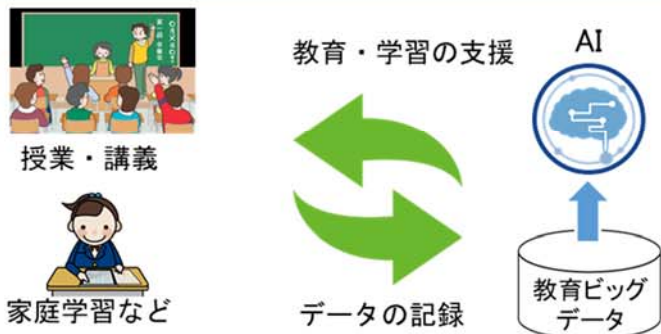 教育・学習の支援
AI
授業・講義
家庭学習など
データの記録
教育ビッグ
データ